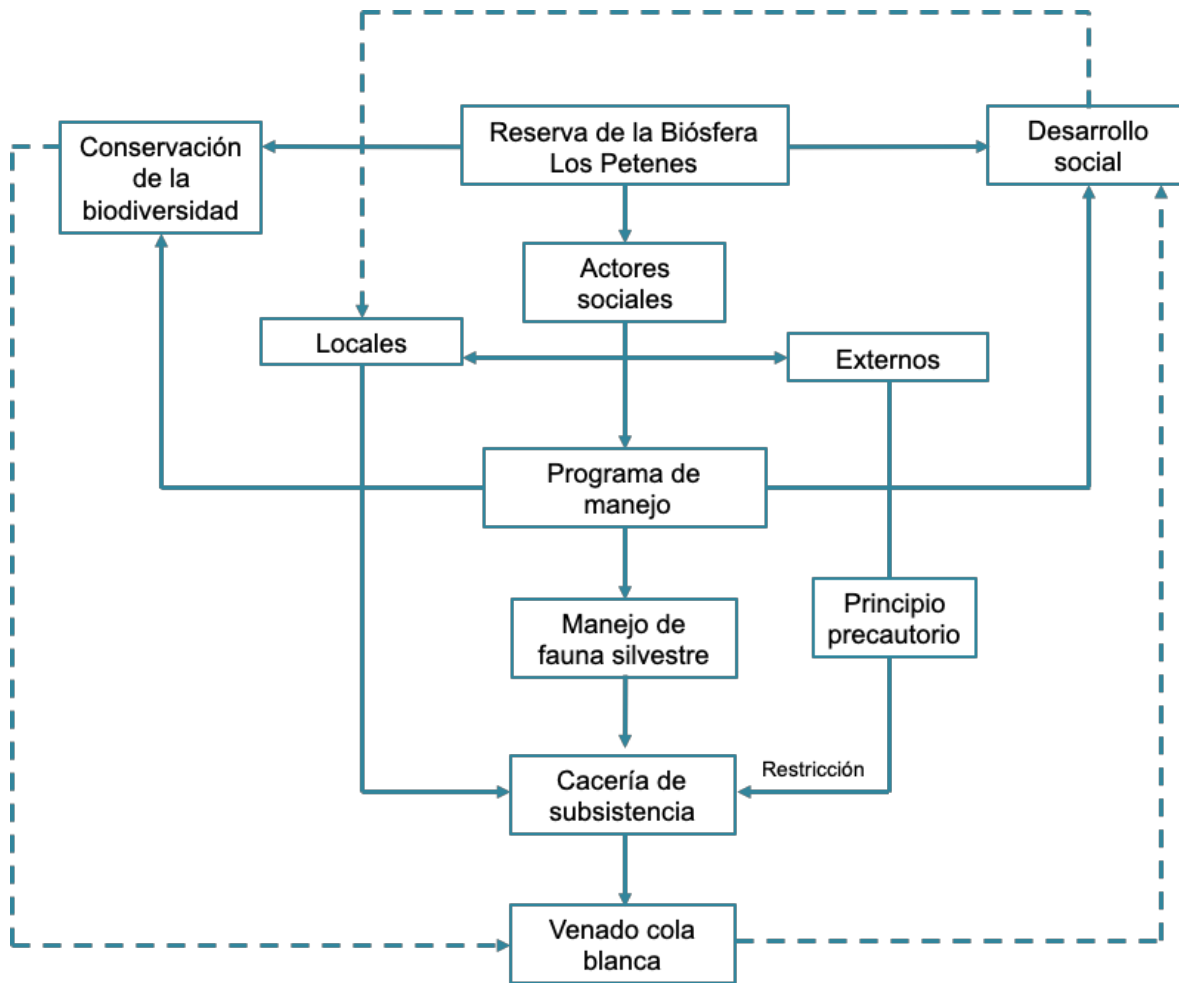 Reserva de la Biósfera
Los Petenes
Conservación
de la
biodiversidad
Desarrollo
social
Actores
sociales
Locales
Externos
Programa de
manejo
Manejo de
fauna silvestre
Principio
precautorio
Restricción
Cacería de
subsistencia
Venado cola
blanca